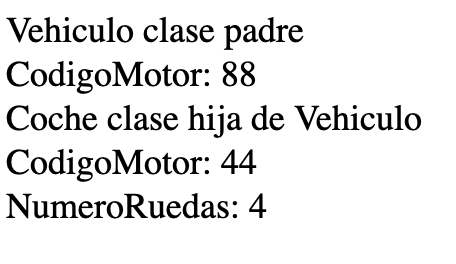 Vehiculo clase padre
CodigoMotor: 88
Coche clase hija de Vehiculo
CodigoMotor: 44
NumeroRuedas: 4